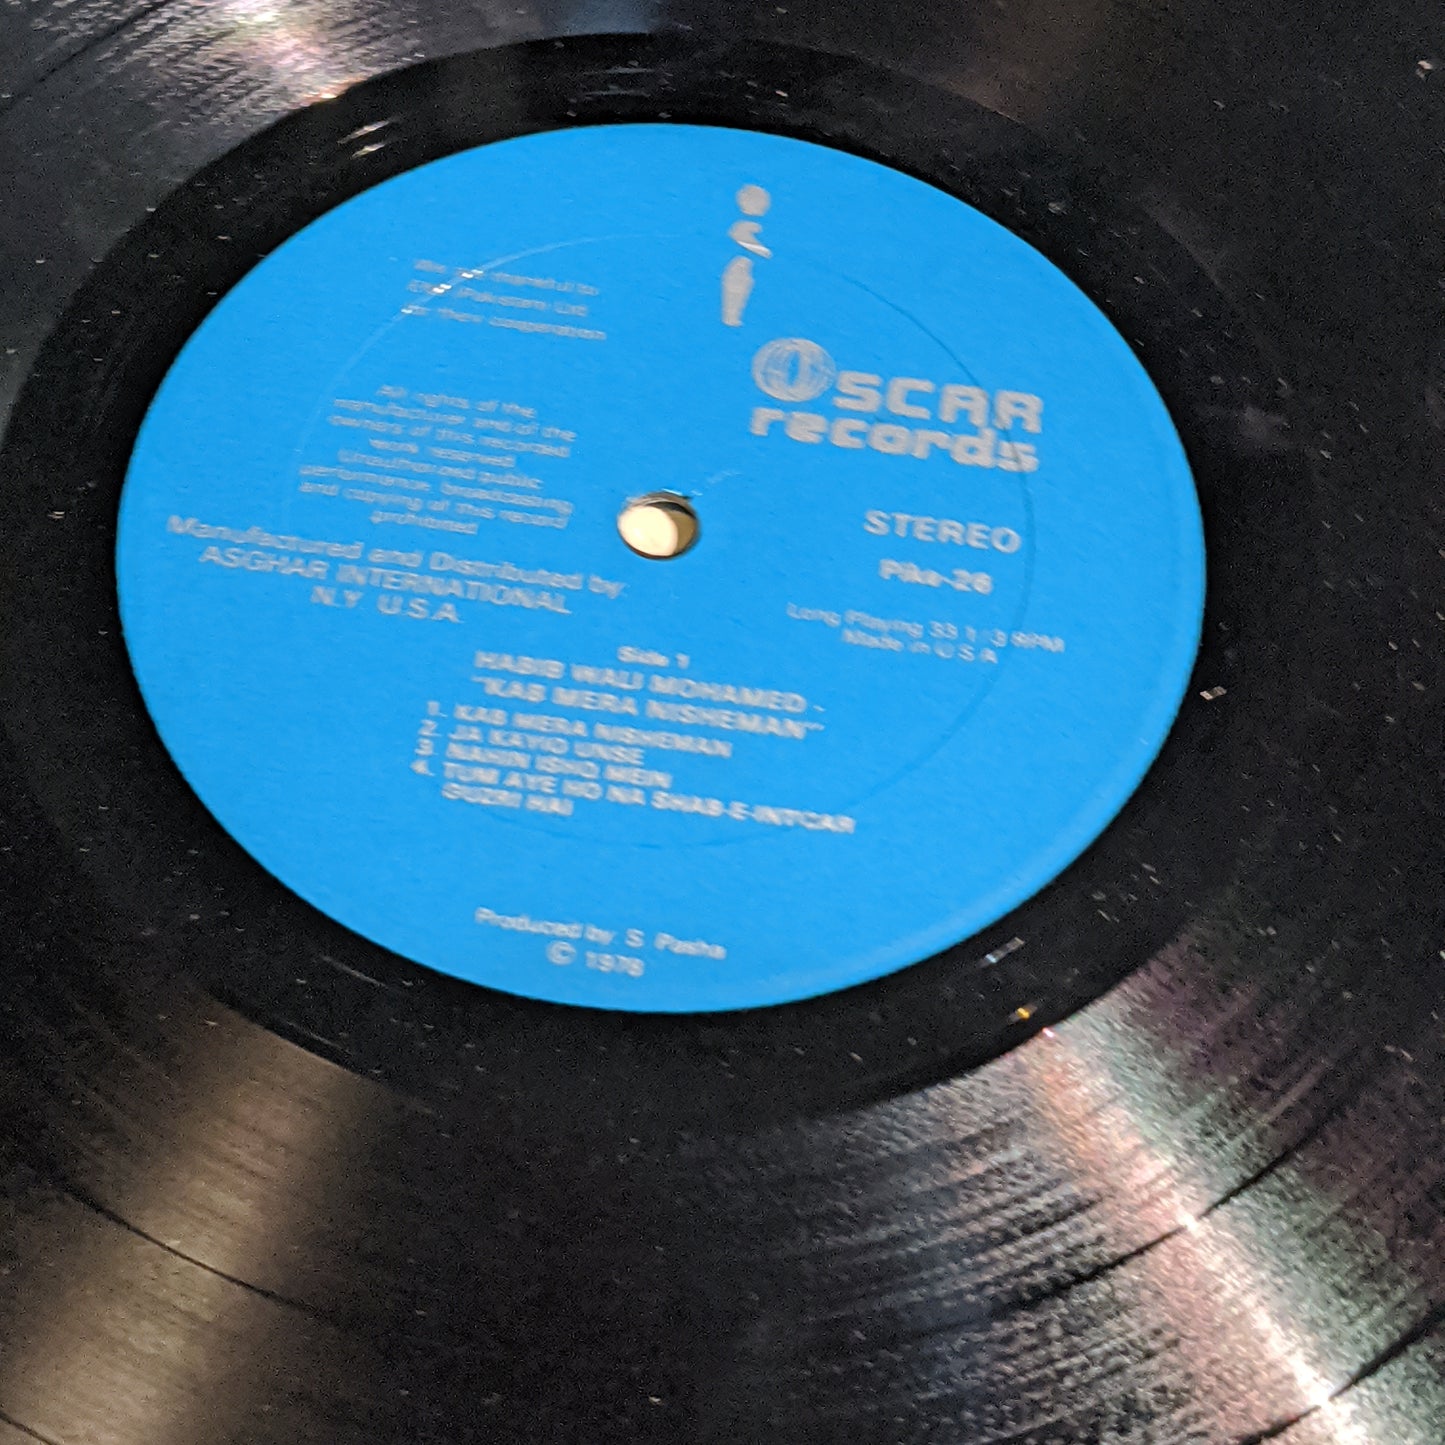 We are thankful to
EMI (Pakistan) Ltd
for their cooperation
OSCAR
records
All rights of the
manufacturer and of the
owners of this recorded
work reserved
Unauthorized public
performance, broadcasting
and copying of this record
prohibited
STEREO
Pike-26
Long Playing 33 1/3 RPM
Made in U S A
Manufactured and Distributed by
ASGHAR INTERNATIONAL
N.Y U.S.A.
Side 1
HABIB WALI MOHAMED -
"KAB MERA NISHEMAN"
1. KAB MERA NISHEMAN
2. JA KAYIO UNSE
3. NAHIN ISHQ MEIN
4. TUM AYE HO NA SHAB-E-INTCAR
HAI
Produced by S Pasha
© 1978